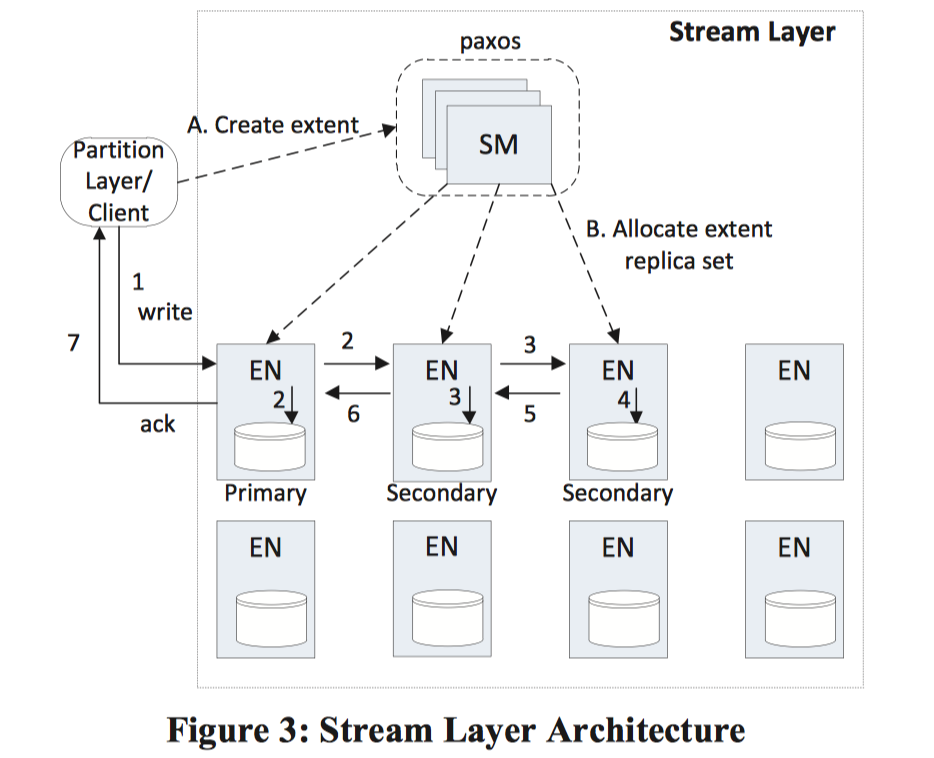 Stream Layer
paxos
A. Create extent
SM
Partition
Layer/
Client
B. Allocate extent
replica set
1
write
7
ack
EN
2
EN
3
EN
EN
2
6
3
5
4
Primary
Secondary
Secondary
EN
EN
EN
EN
Figure 3: Stream Layer Architecture